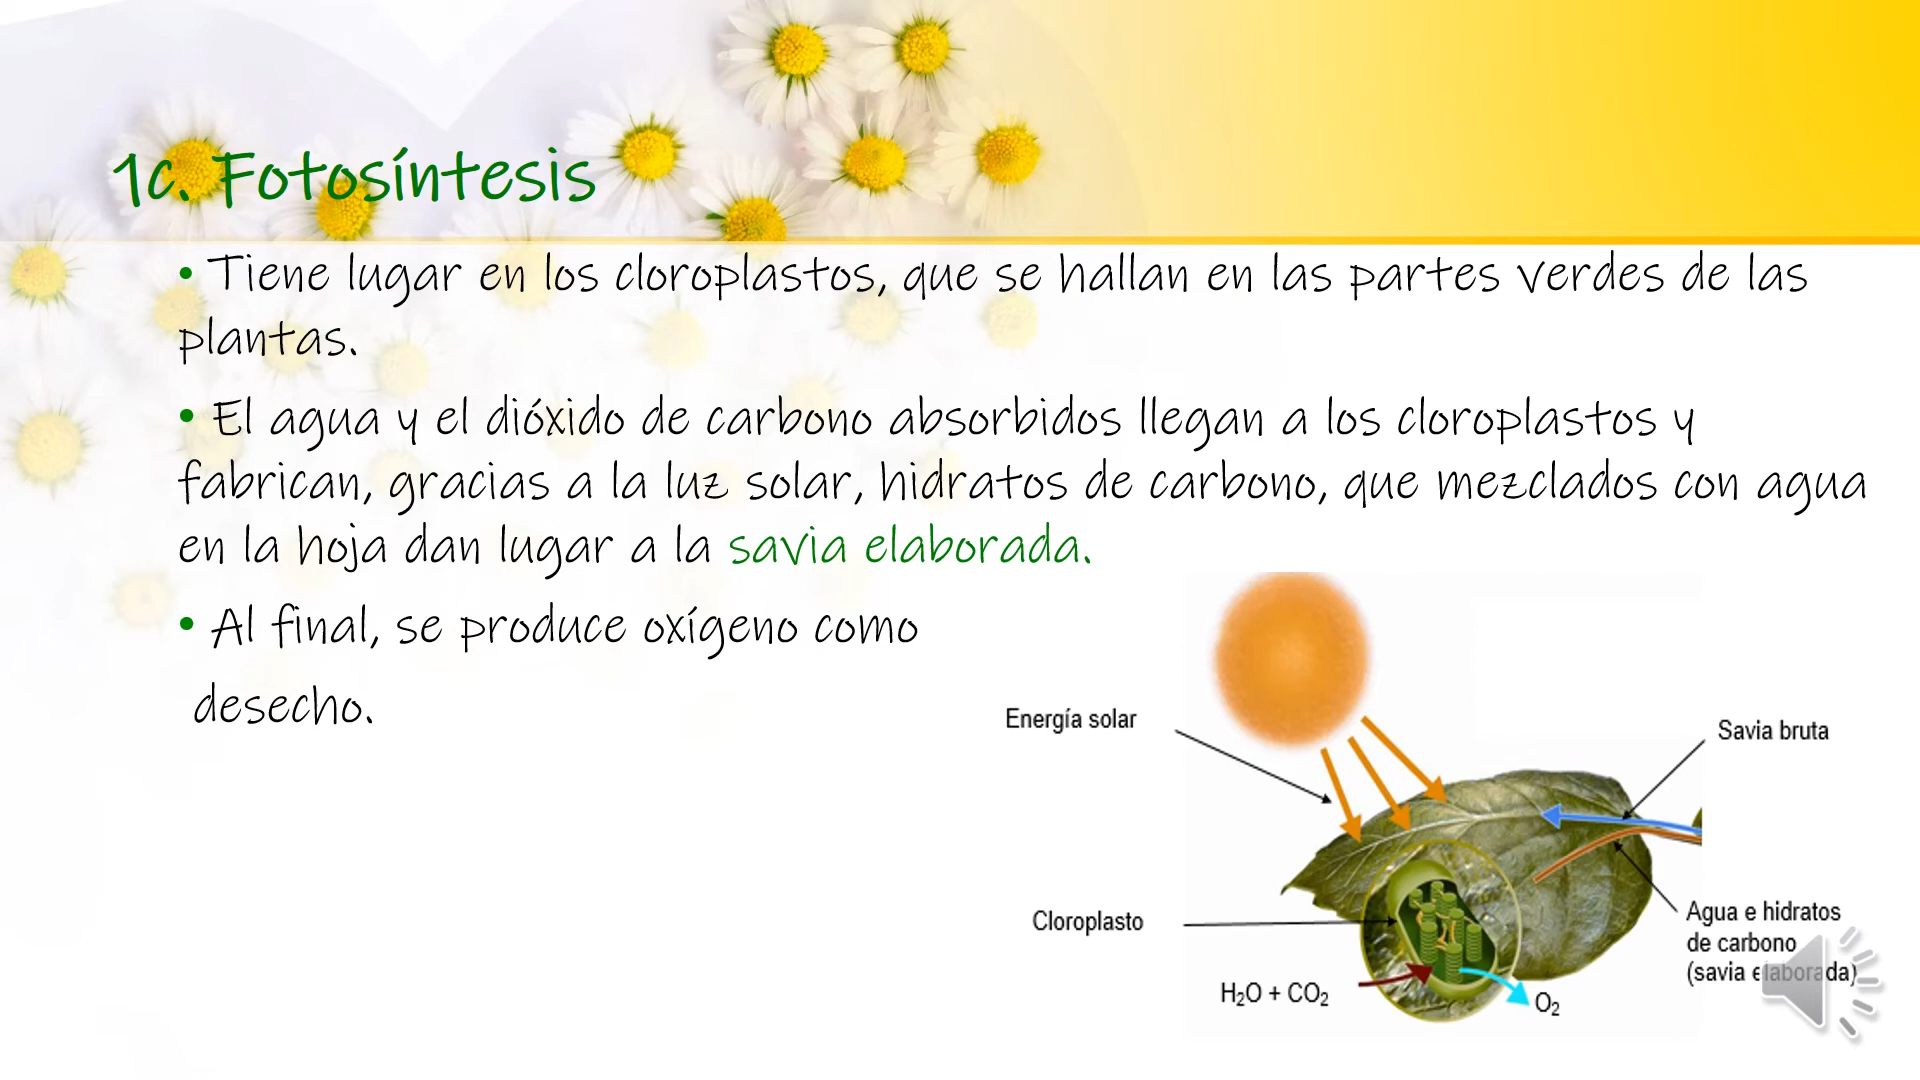 1c. Fotosíntesis
• Tiene lugar en los cloroplastos, que se hallan en las partes verdes de las
plantas.
• El agua y el dióxido de carbono absorbidos llegan a los cloroplastos y
fabrican, gracias a la luz solar, hidratos de carbono, que mezclados con agua
en la hoja dan lugar a la savia elaborada.
• Al final, se produce oxígeno como
desecho.
Energía solar
Savia bruta
Cloroplasto
Agua e hidratos
de carbono
(savia elaborada)
H₂O + CO₂
O₂